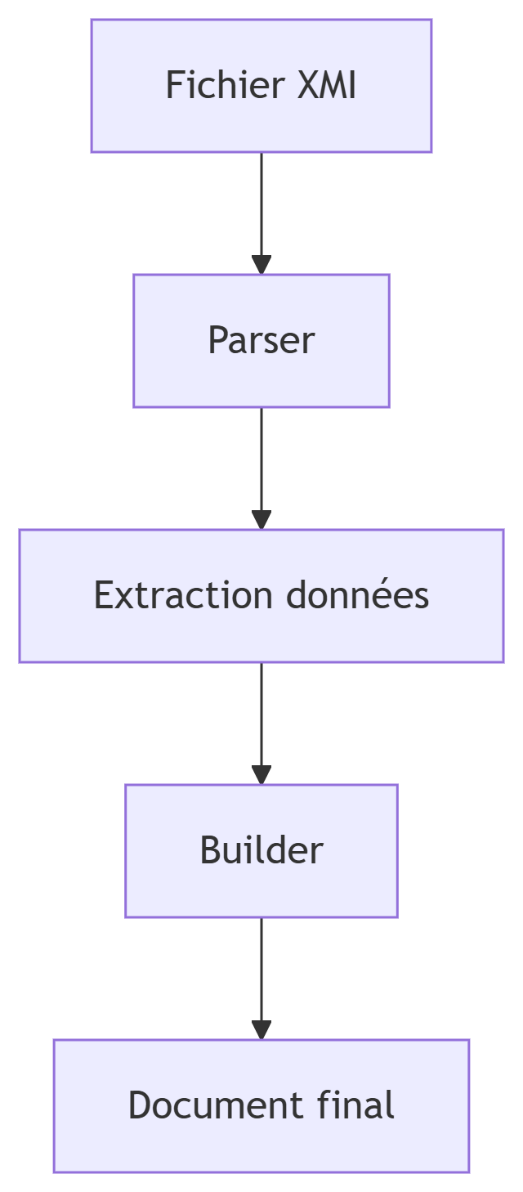 Fichier XMI
Parser
Extraction données
Builder
Document final